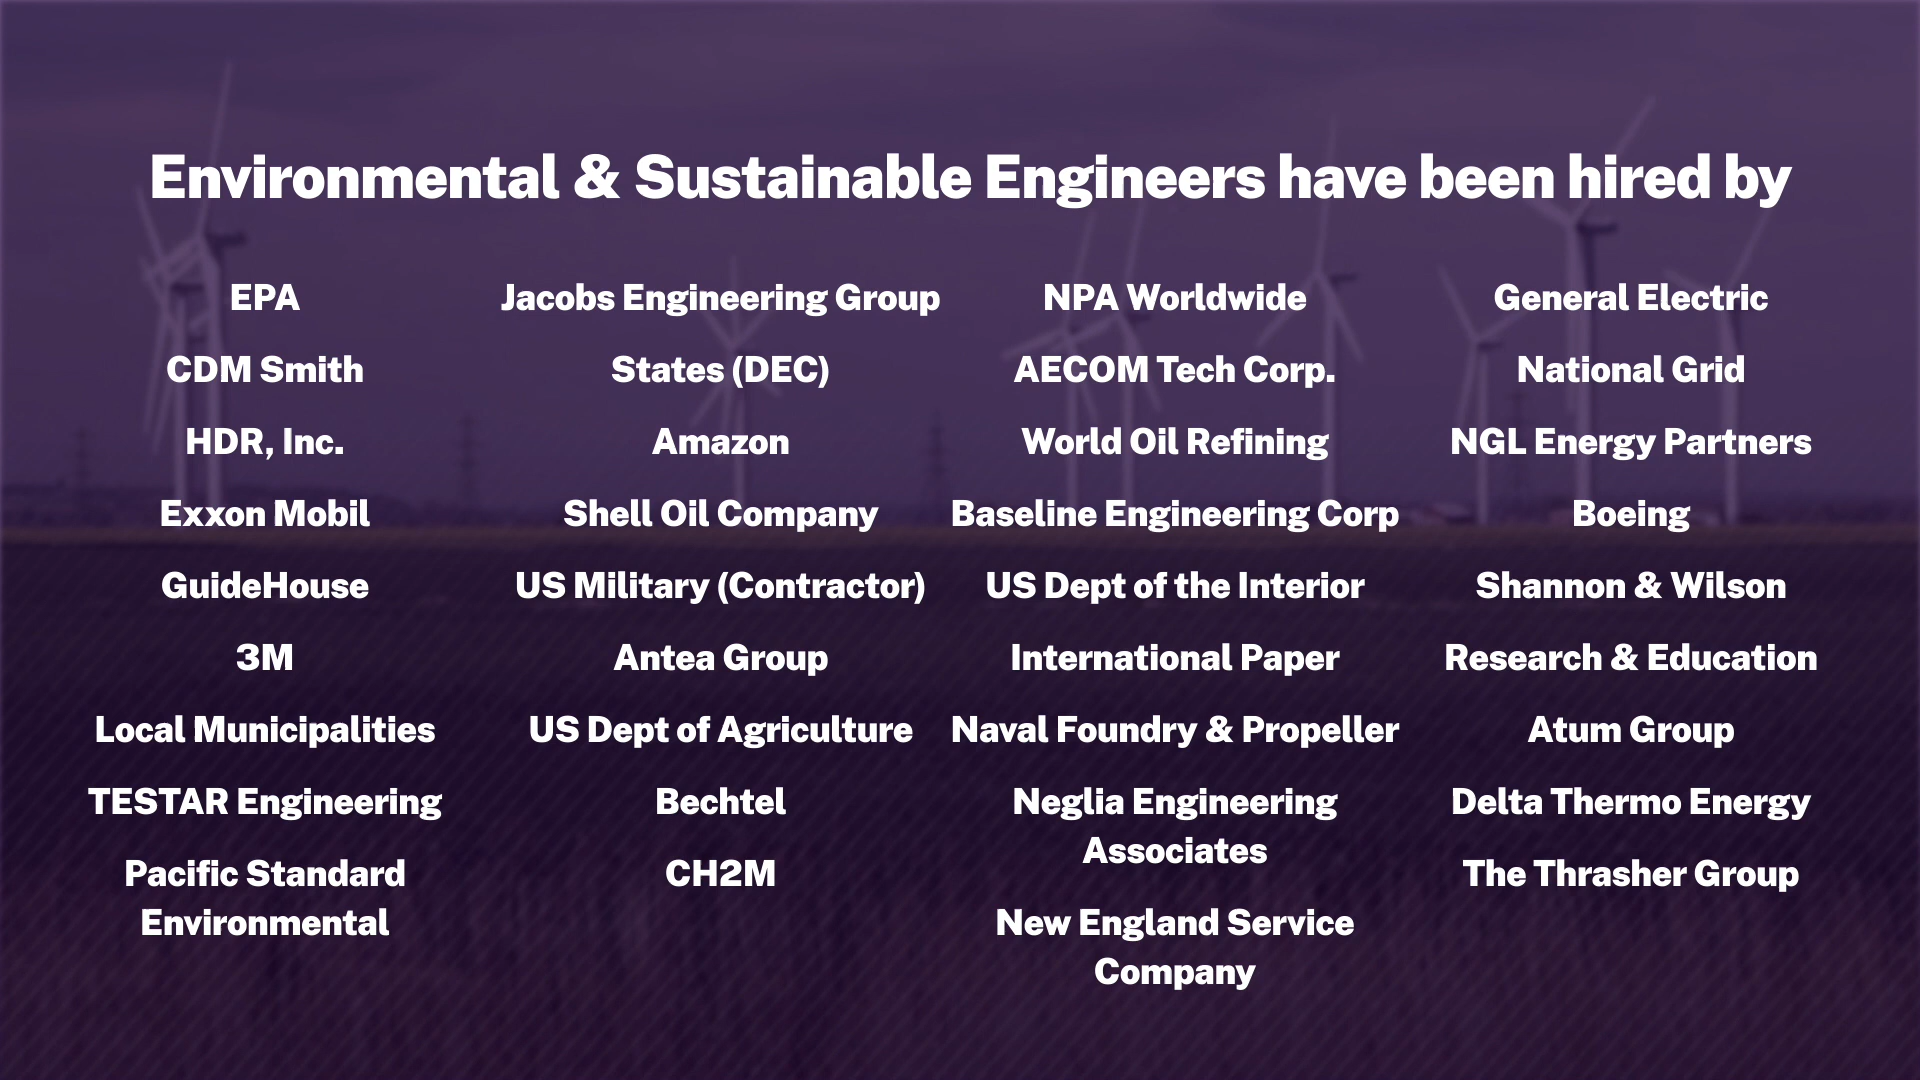 Environmental & Sustainable Engineers have been hired by
EPA
CDM Smith
HDR, Inc.
Exxon Mobil
GuideHouse
3M
Local Municipalities
TESTAR Engineering
Pacific Standard
Environmental
Jacobs Engineering Group
States (DEC)
Amazon
Shell Oil Company
US Military (Contractor)
Antea Group
US Dept of Agriculture
Bechtel
CH2M
NPA Worldwide
AECOM Tech Corp.
World Oil Refining
Baseline Engineering Corp
US Dept of the Interior
International Paper
Naval Foundry & Propeller
Neglia Engineering
Associates
New England Service
Company
General Electric
National Grid
NGL Energy Partners
Boeing
Shannon & Wilson
Research & Education
Atum Group
Delta Thermo Energy
The Thrasher Group